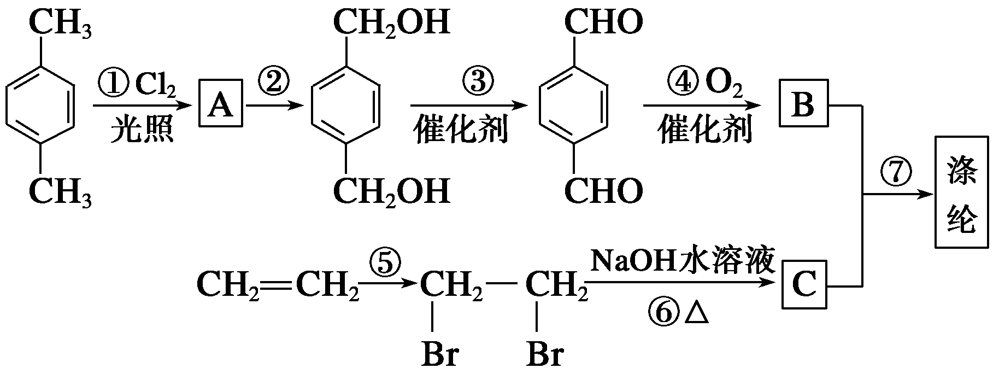 CH₃ CH₂OH CHO
①Cl₂ ② ③ ④O₂
A B
光照 催化剂 催化剂
CH₃ CH₂OH CHO
⑦ 涤纶
CH₂=CH₂ ⑤ CH₂—CH₂ NaOH水溶液 C
⑥△
Br Br